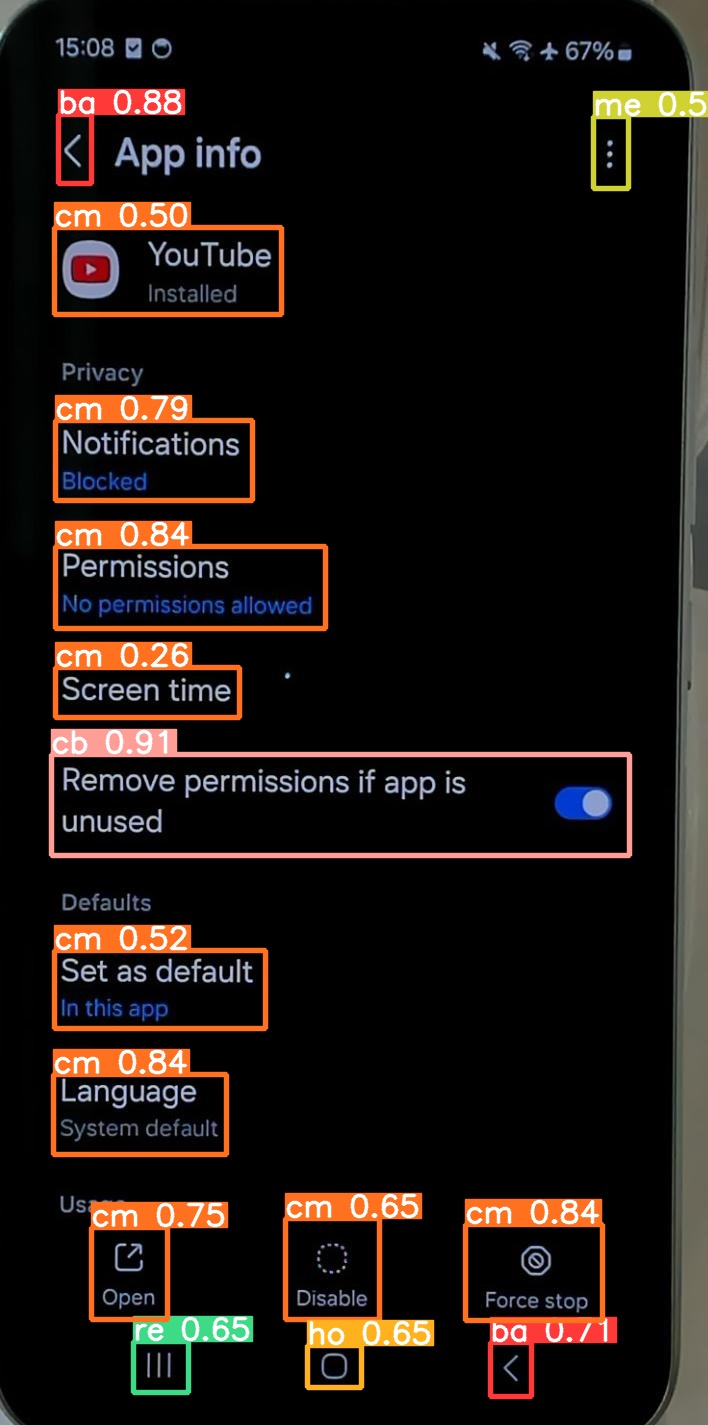 15:08 67%
ba 0.88
me 0.5
App info
cm 0.50
YouTube
Installed
Privacy
cm 0.79
Notifications
Blocked
cm 0.84
Permissions
No permissions allowed
cm 0.26
Screen time
cb 0.91
Remove permissions if app is
unused
Defaults
cm 0.52
Set as default
In this app
cm 0.84
Language
System default
cm 0.75 cm 0.65 cm 0.84
Open Disable Force stop
re 0.65 ho 0.65 ba 0.71